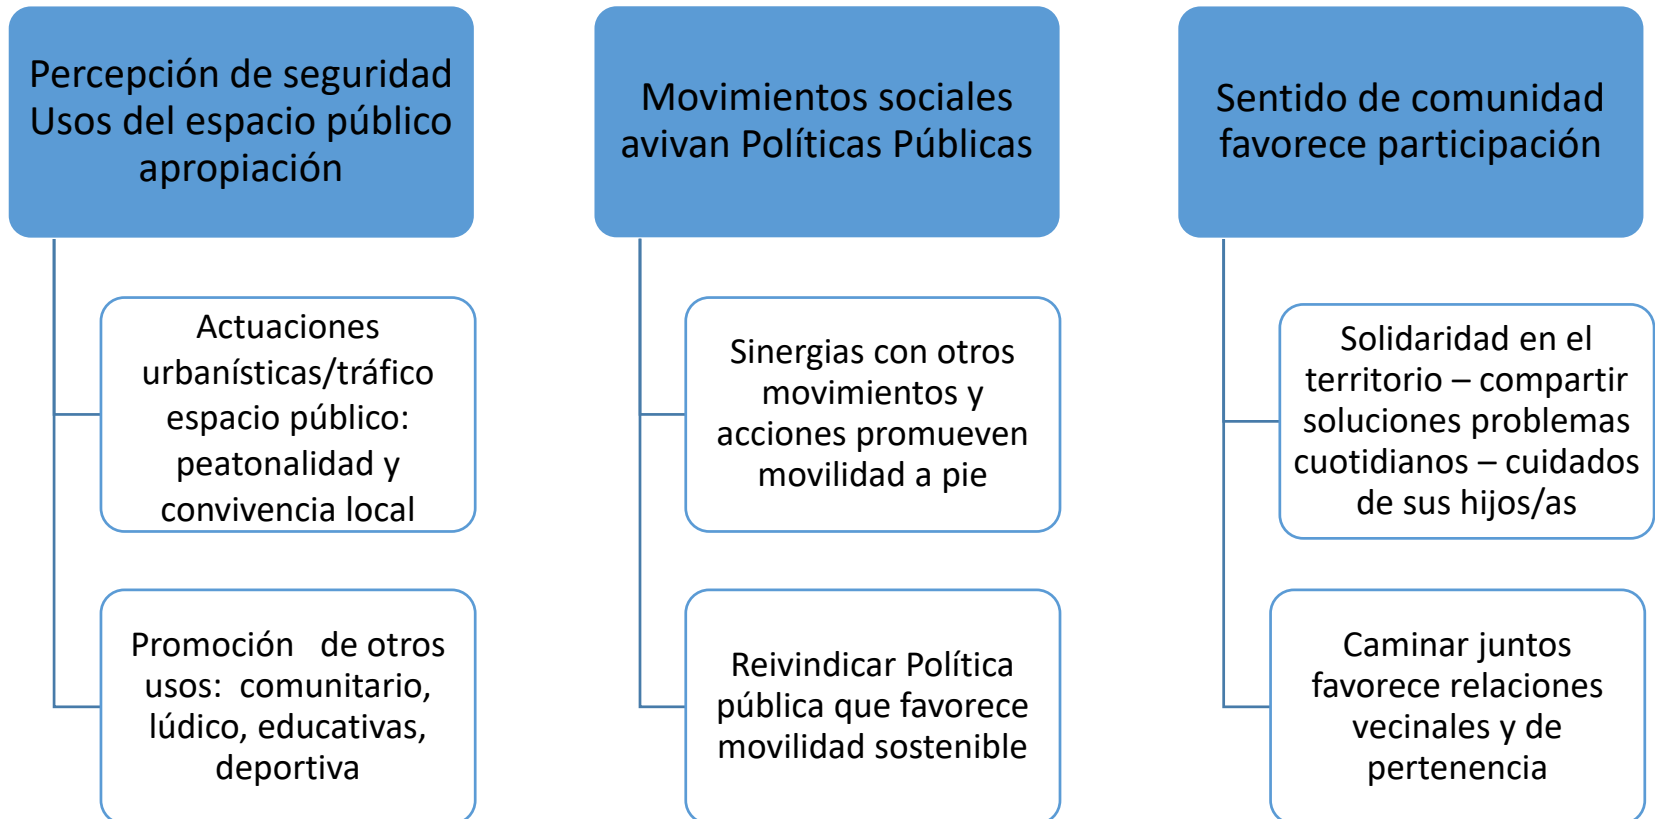 Percepción de seguridad
Usos del espacio público
apropiación
Actuaciones
urbanísticas/tráfico
espacio público:
peatonalidad y
convivencia local
Promoción de otros
usos: comunitario,
lúdico, educativas,
deportiva
Movimientos sociales
avivan Políticas Públicas
Sinergias con otros
movimientos y
acciones promueven
movilidad a pie
Reivindicar Política
pública que favorece
movilidad sostenible
Sentido de comunidad
favorece participación
Solidaridad en el
territorio – compartir
soluciones problemas
cuotidianos – cuidados
de sus hijos/as
Caminar juntos
favorece relaciones
vecinales y de
pertenencia